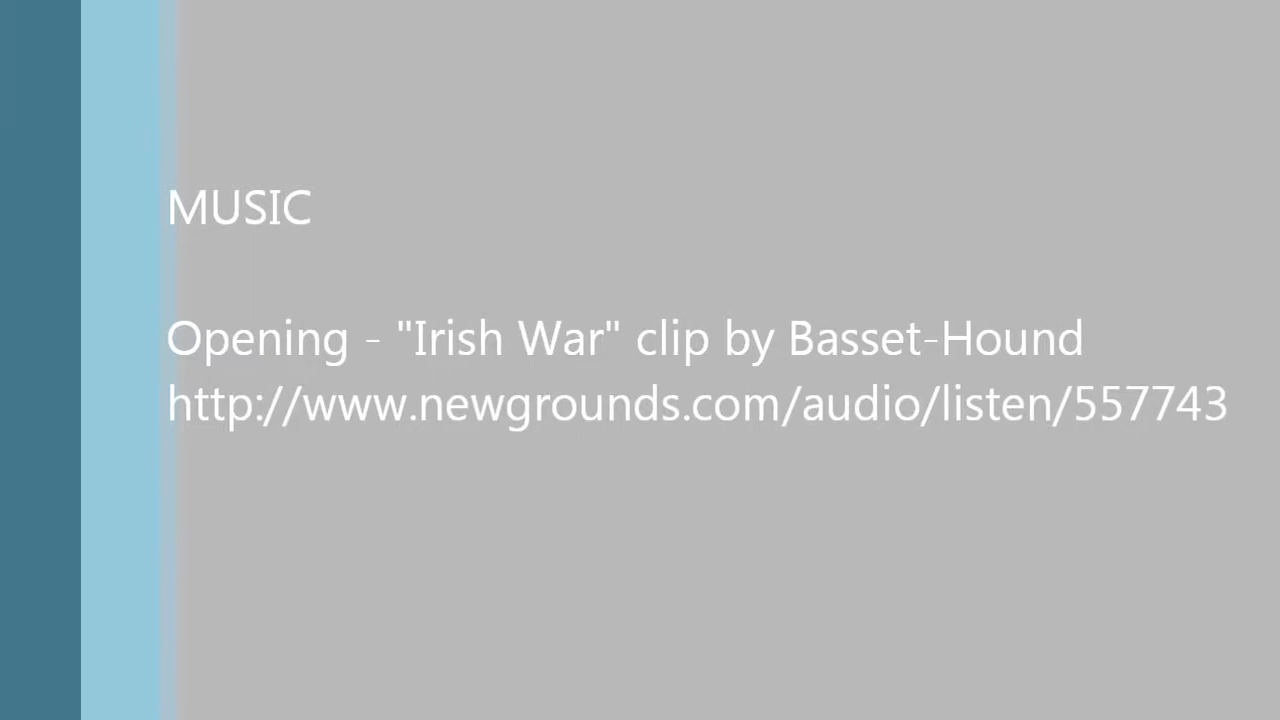 MUSIC
Opening - "Irish War" clip by Basset-Hound
http://www.newgrounds.com/audio/listen/557743